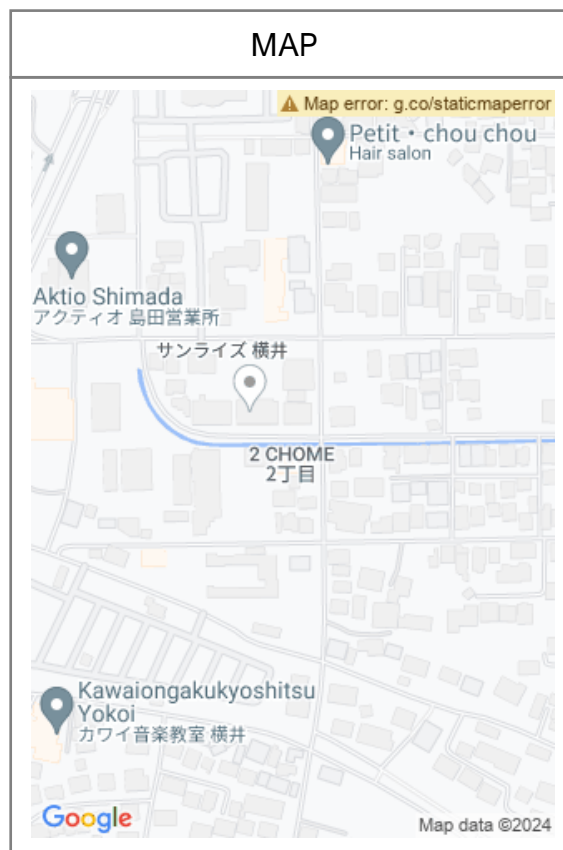 MAP
Map error: g.co/staticmaperror
Petit・chou chou
Hair salon
Aktio Shimada
アクティオ 島田営業所
サンライズ 横井
2 CHOME
2丁目
Kawaiongakukyoshitsu
Yokoi
カワイ音楽教室 横井
Google
Map data ©2024